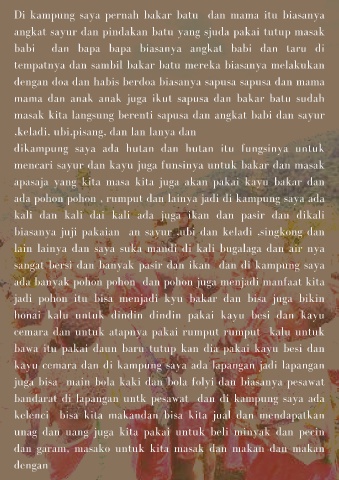 Di kampung saya pernah bakar batu dan mama itu biasanya
angkat sayur dan pindakan batu yang sjuda pakai tutup masak
babi dan bapa bapa biasanya angkat babi dan taru di
tempatnya dan sambil bakar batu mereka biasanya melakukan
dengan doa dan habis berdoa biasanya sapusa sapusa dan mama
mama dan anak anak juga ikut sapusa dan bakar batu sudah
masak kita langsung berenti sapusa dan angkat babi dan sayur
.keladi. ubi.pisang. dan lan lanya dan
dikampung saya ada hutan dan hutan itu fungsinya untuk
mencari sayur dan kayu juga funsinya untuk bakar dan masak
apasaja yang kita masa kita juga akan pakai kayu bakar dan
ada pohon pohon , rumput dan lainya jadi di kampung saya ada
kali dan kali dai kali ada juga ikan dan pasir dan dikali
biasanya juji pakaian an sayur .ubi dan keladi .singkong dan
lain lainya dan saya suka mandi di kali bugalaga dan air nya
sangat bersi dan banyak pasir dan ikan dan di kampung saya
ada banyak pohon pohon dan pohon juga menjadi manfaat kita
jadi pohon itu bisa menjadi kyu bakar dan bisa juga bikin
honai kalu untuk dindin dindin pakai kayu besi dan kayu
cemara dan untuk atapnya pakai rumput rumput kalu untuk
bawa itu pakai daun baru tutup kan dia pakai kyu besi dan
kayu cemara dan di kampung saya ada lapangan jadi lapangan
juga bisa main bola kaki dan bola folyi dan biasanya pesawat
bandarat di lapangan untk pesawat dan di kampung saya ada
kelenci bisa kita makandan bisa kita jual dan mendapatkan
unag dan uang juga kita pakai untuk beli minyak dan pecin
dan garam, masako untuk kita masak dan makan dan makan
dengan